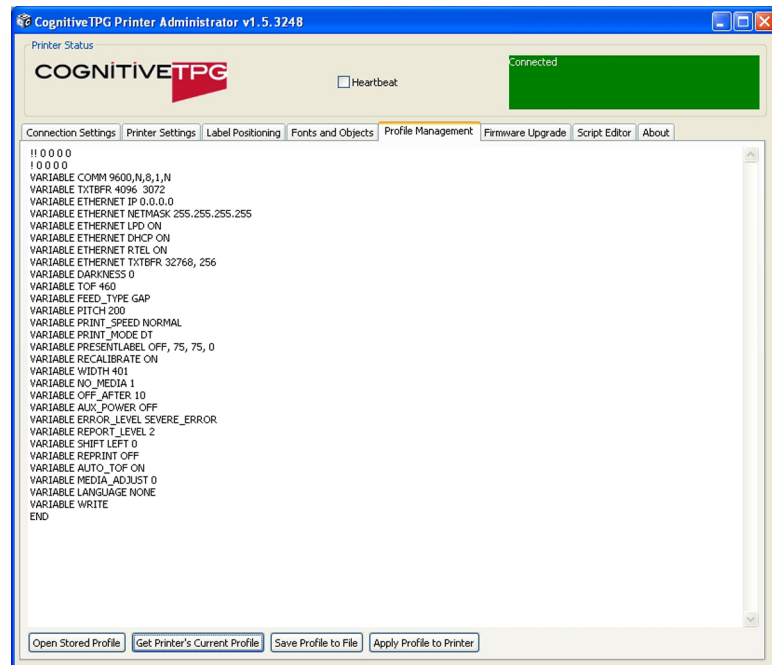 CognitiveTPG Printer Administrator v1.5.3248
Printer Status
COGNITIVETPG
Heartbeat
Connected
Connection Settings Printer Settings Label Positioning Fonts and Objects Profile Management Firmware Upgrade Script Editor About
!! 0 0 0 0
! 0 0 0 0
VARIABLE COMM 9600,N,8,1,N
VARIABLE TXTBFR 4096  3072
VARIABLE ETHERNET IP 0.0.0.0
VARIABLE ETHERNET NETMASK 255.255.255.255
VARIABLE ETHERNET LPD ON
VARIABLE ETHERNET DHCP ON
VARIABLE ETHERNET RTEL ON
VARIABLE ETHERNET TXTBFR 32768, 256
VARIABLE DARKNESS 0
VARIABLE TOF 460
VARIABLE FEED_TYPE GAP
VARIABLE PITCH 200
VARIABLE PRINT_SPEED NORMAL
VARIABLE PRINT_MODE DT
VARIABLE PRESENTLABEL OFF, 75, 75, 0
VARIABLE RECALIBRATE ON
VARIABLE WIDTH 401
VARIABLE NO_MEDIA 1
VARIABLE OFF_AFTER 10
VARIABLE AUX_POWER OFF
VARIABLE ERROR_LEVEL SEVERE_ERROR
VARIABLE REPORT_LEVEL 2
VARIABLE SHIFT LEFT 0
VARIABLE REPRINT OFF
VARIABLE AUTO_TOF ON
VARIABLE MEDIA_ADJUST 0
VARIABLE LANGUAGE NONE
VARIABLE WRITE
END
Open Stored Profile Get Printer's Current Profile Save Profile to File Apply Profile to Printer